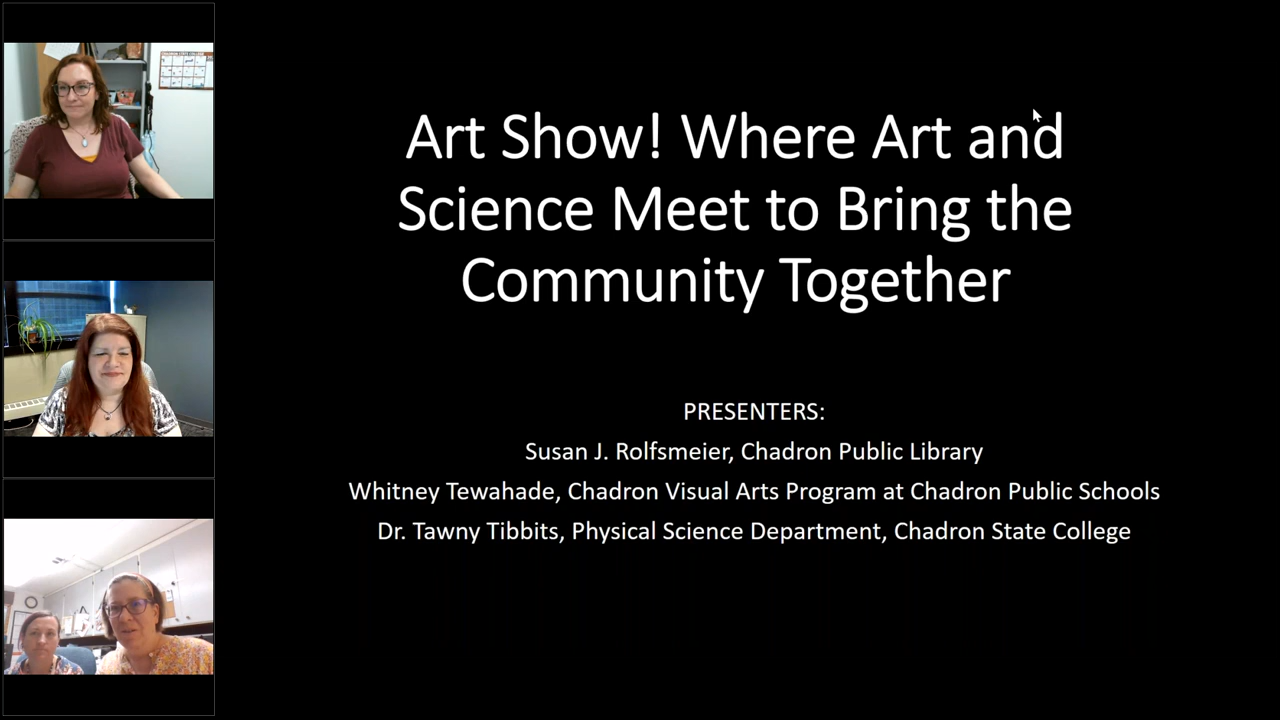 Art Show! Where Art and
Science Meet to Bring the
Community Together
PRESENTERS:
Susan J. Rolfsmeier, Chadron Public Library
Whitney Tewahade, Chadron Visual Arts Program at Chadron Public Schools
Dr. Tawny Tibbits, Physical Science Department, Chadron State College